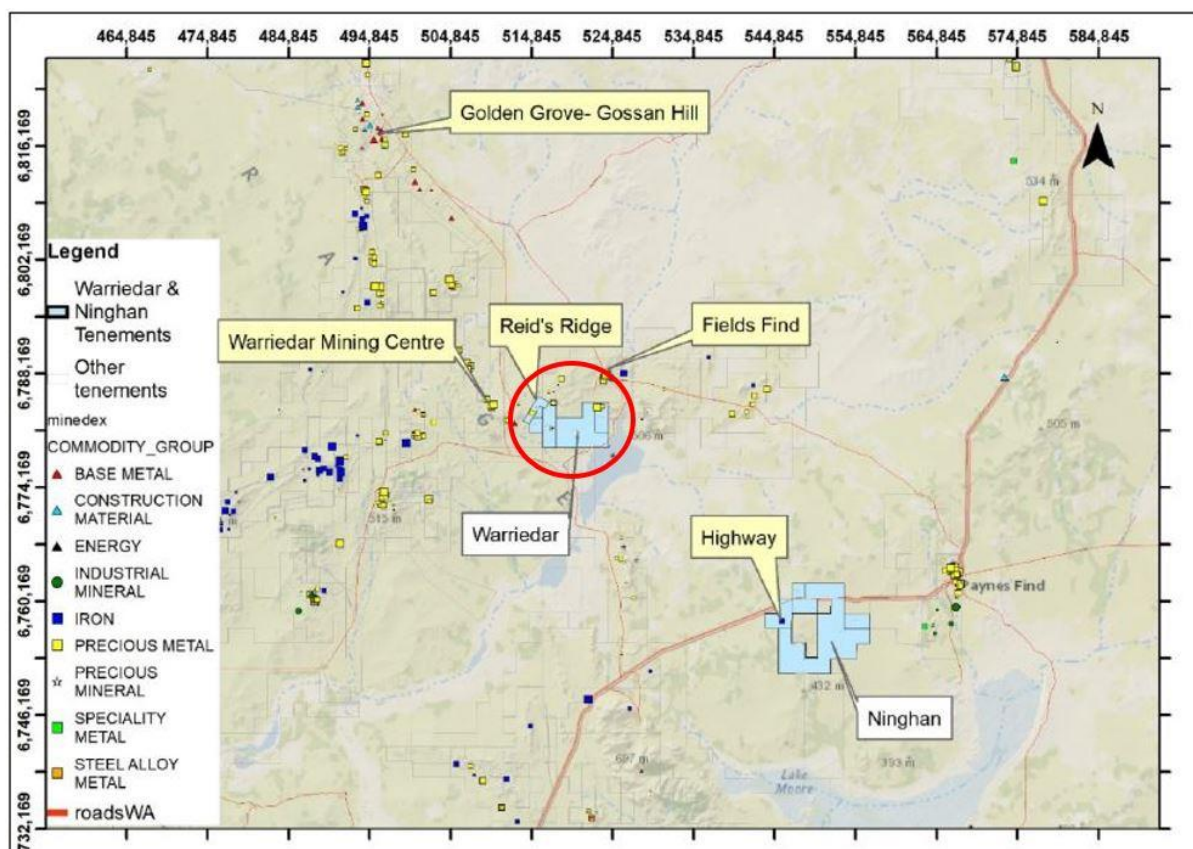 464,845 474,845 484,845 494,845 504,845 514,845 524,845 534,845 544,845 554,845 564,845 574,845 584,845
N
Golden Grove- Gossan Hill
6,816,169
534 m
R
A
Legend
Warriedar &
Ninghan
Tenements
Other
tenements
6,802,169
Reid's Ridge
Fields Find
Warriedar Mining Centre
6,788,169
G
E
506 m
505 m
minedex
COMMODITY_GROUP
BASE METAL
CONSTRUCTION
MATERIAL
ENERGY
INDUSTRIAL
MINERAL
IRON
PRECIOUS METAL
PRECIOUS
MINERAL
SPECIALITY
METAL
STEEL ALLOY
METAL
roadsWA
6,774,169
515 m
Warriedar
Highway
Paynes Find
6,760,169
432 m
Ninghan
6,746,169
697 m
393 m
Lake
Moore
732,169